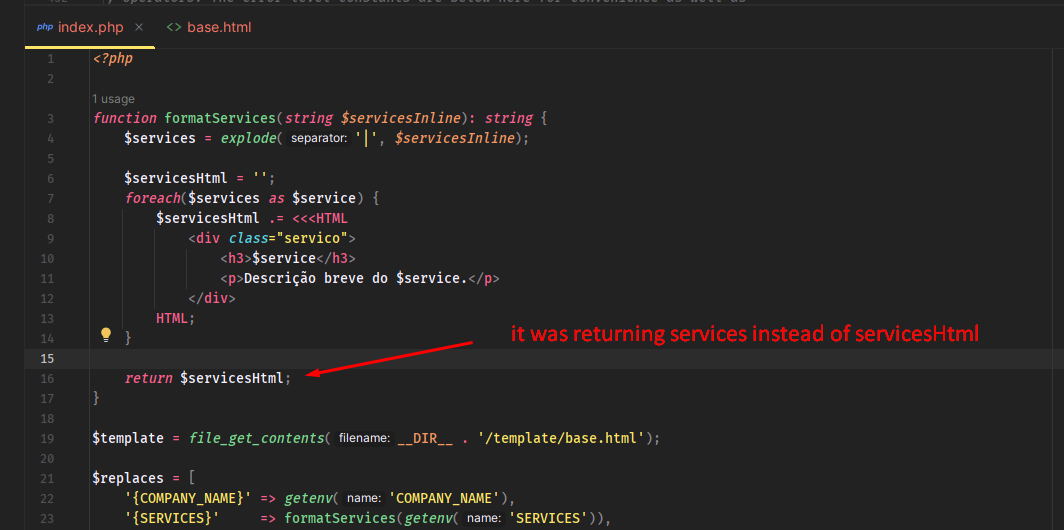 php index.php × <> base.html
1 <?php
2
1 usage
3 function formatServices(string $servicesInline): string {
4 $services = explode( separator: '|', $servicesInline);
5
6 $servicesHtml = '';
7 foreach($services as $service) {
8 $servicesHtml .= <<<HTML
9 <div class="servico">
10 <h3>$service</h3>
11 <p>Descrição breve do $service.</p>
12 </div>
13 HTML;
14 }
it was returning services instead of servicesHtml
15
16 return $servicesHtml;
17 }
18
19 $template = file_get_contents( filename: __DIR__ . '/template/base.html');
20
21 $replaces = [
22 '{COMPANY_NAME}' => getenv( name: 'COMPANY_NAME'),
23 '{SERVICES}' => formatServices(getenv( name: 'SERVICES')),